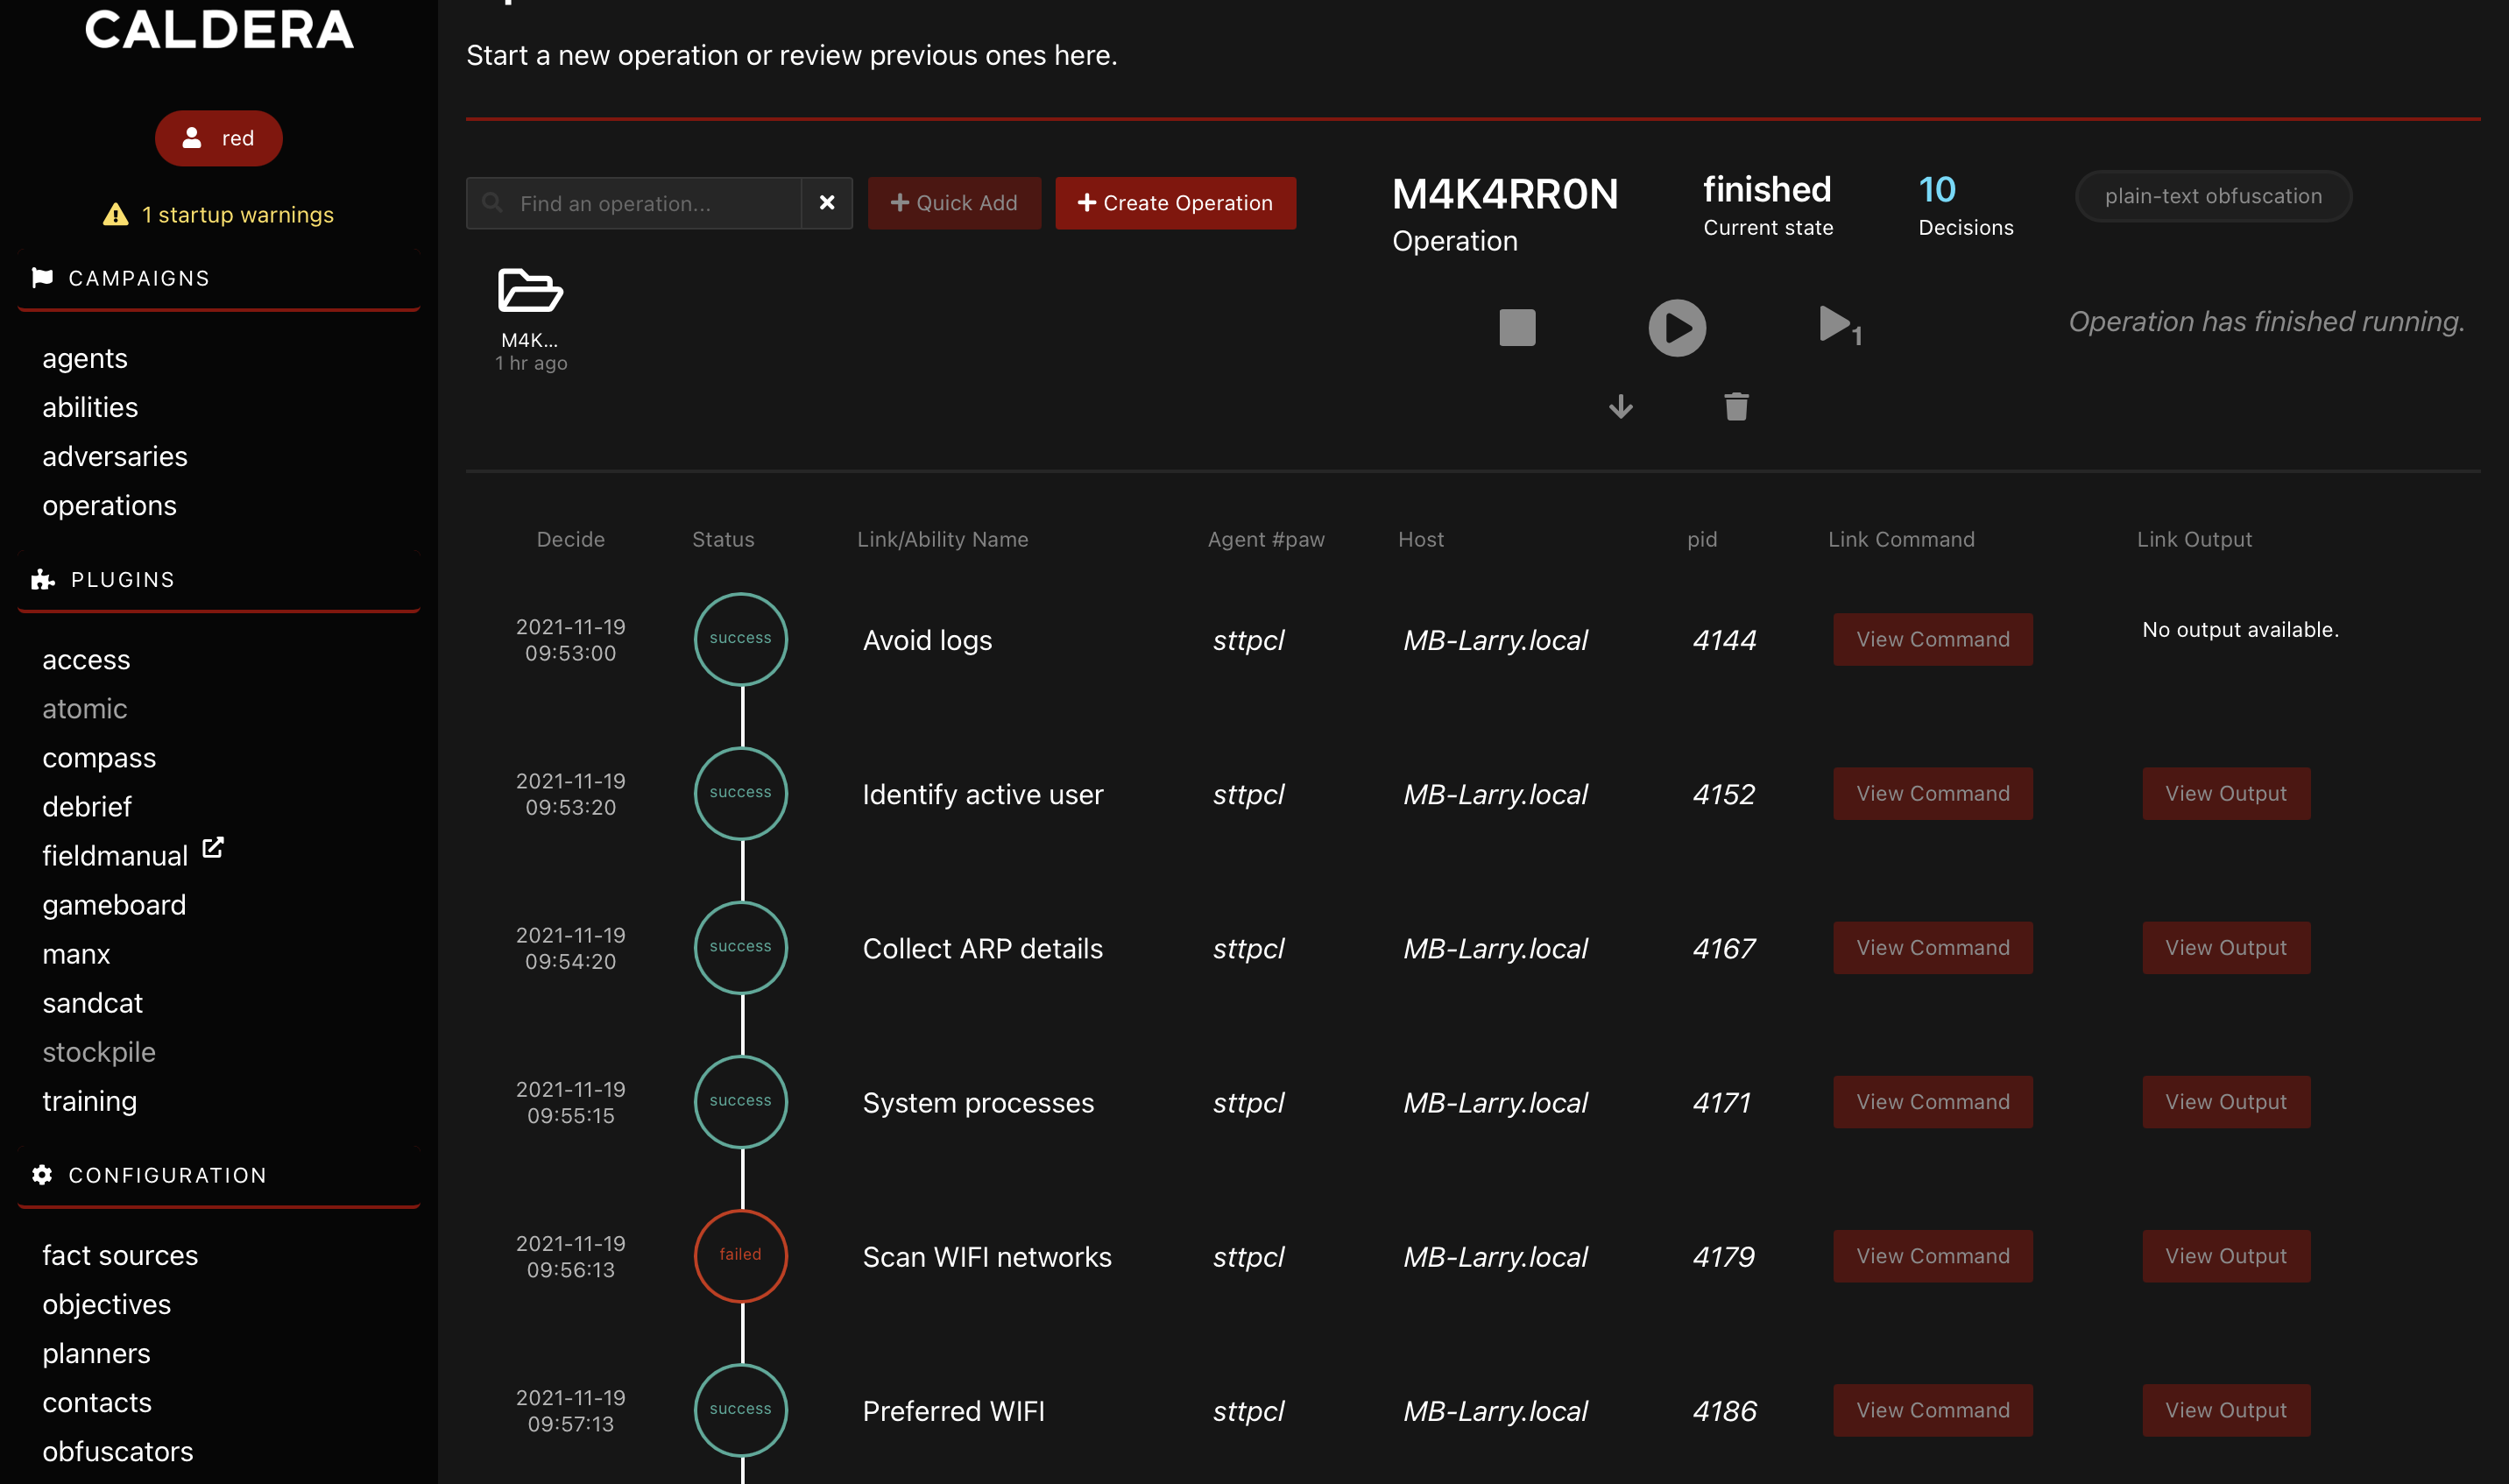 CALDERA
red
1 startup warnings
CAMPAIGNS
agents
abilities
adversaries
operations
PLUGINS
access
atomic
compass
debrief
fieldmanual
gameboard
manx
sandcat
stockpile
training
CONFIGURATION
fact sources
objectives
planners
contacts
obfuscators
Start a new operation or review previous ones here.
Find an operation...
Quick Add
Create Operation
M4K...
1 hr ago
M4K4RR0N
Operation
finished
Current state
10
Decisions
plain-text obfuscation
1
Operation has finished running.
Decide Status Link/Ability Name Agent #paw Host pid Link Command Link Output
2021-11-19
09:53:00
success Avoid logs sttpcl MB-Larry.local 4144 View Command No output available.
2021-11-19
09:53:20
success Identify active user sttpcl MB-Larry.local 4152 View Command View Output
2021-11-19
09:54:20
success Collect ARP details sttpcl MB-Larry.local 4167 View Command View Output
2021-11-19
09:55:15
success System processes sttpcl MB-Larry.local 4171 View Command View Output
2021-11-19
09:56:13
failed Scan WIFI networks sttpcl MB-Larry.local 4179 View Command View Output
2021-11-19
09:57:13
success Preferred WIFI sttpcl MB-Larry.local 4186 View Command View Output